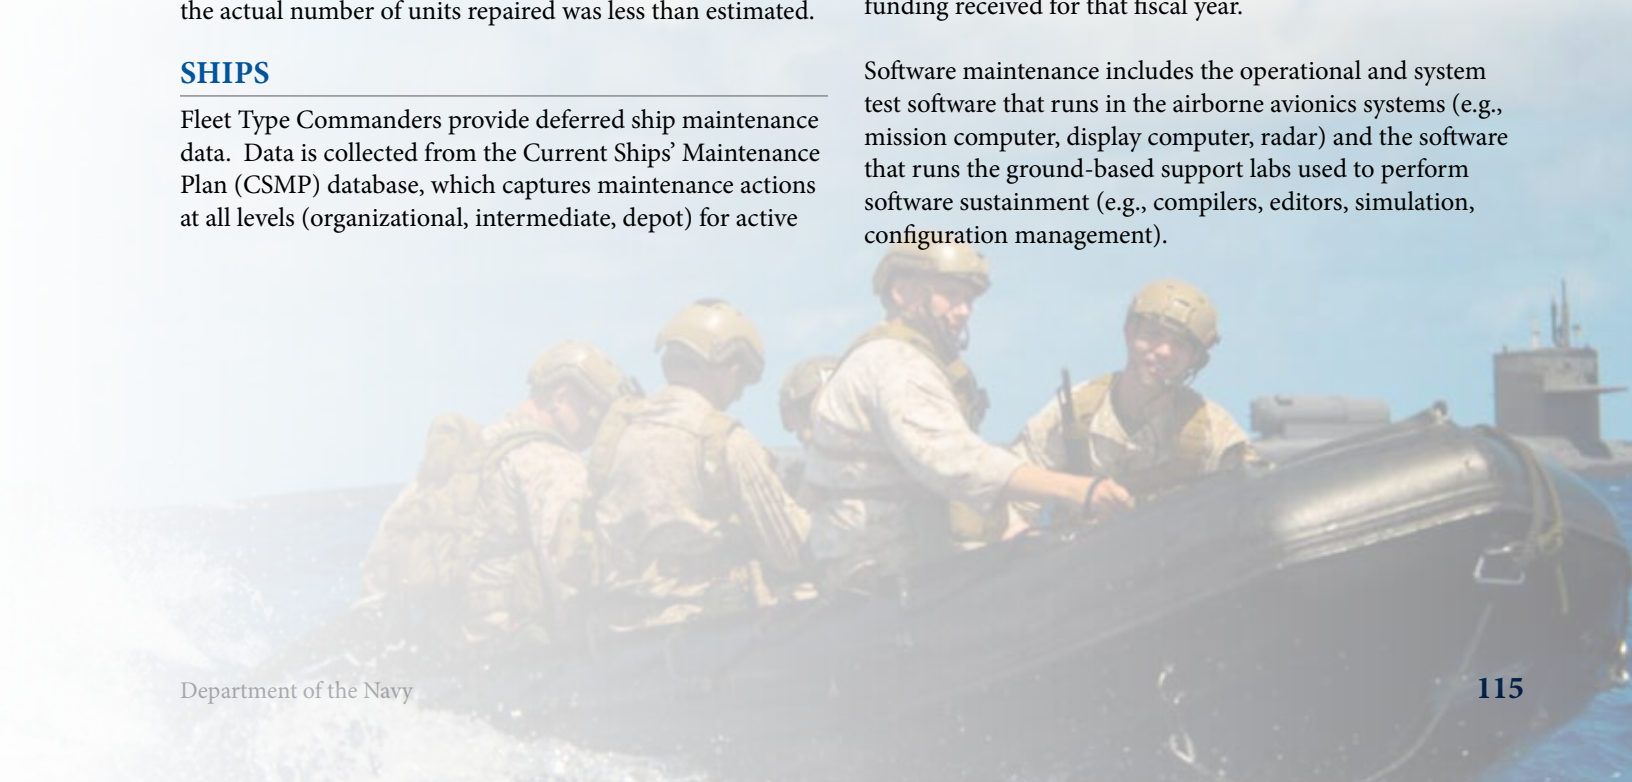 the actual number of units repaired was less than estimated.
SHIPS
Fleet Type Commanders provide deferred ship maintenance
data.  Data is collected from the Current Ships’ Maintenance
Plan (CSMP) database, which captures maintenance actions
at all levels (organizational, intermediate, depot) for active
funding received for that fiscal year.
Software maintenance includes the operational and system
test software that runs in the airborne avionics systems (e.g.,
mission computer, display computer, radar) and the software
that runs the ground-based support labs used to perform
software sustainment (e.g., compilers, editors, simulation,
configuration management).
Department of the Navy
115